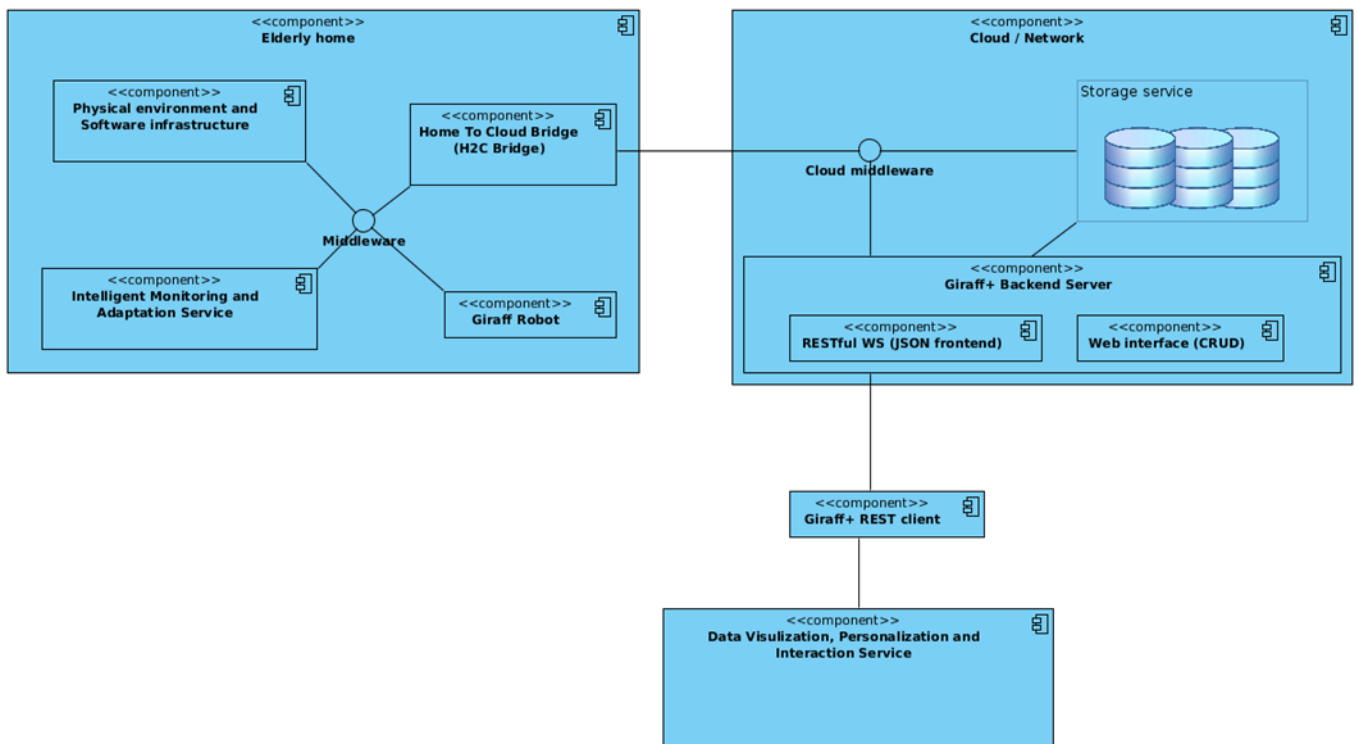 <<component>>
Elderly home
<<component>>
Physical environment and
Software infrastructure
<<component>>
Home To Cloud Bridge
(H2C Bridge)
Middleware
<<component>>
Intelligent Monitoring and
Adaptation Service
<<component>>
Giraff Robot
<<component>>
Cloud / Network
Storage service
Cloud middleware
<<component>>
Giraff+ Backend Server
<<component>>
RESTful WS (JSON frontend)
<<component>>
Web interface (CRUD)
<<component>>
Giraff+ REST client
<<component>>
Data Visulization, Personalization and
Interaction Service